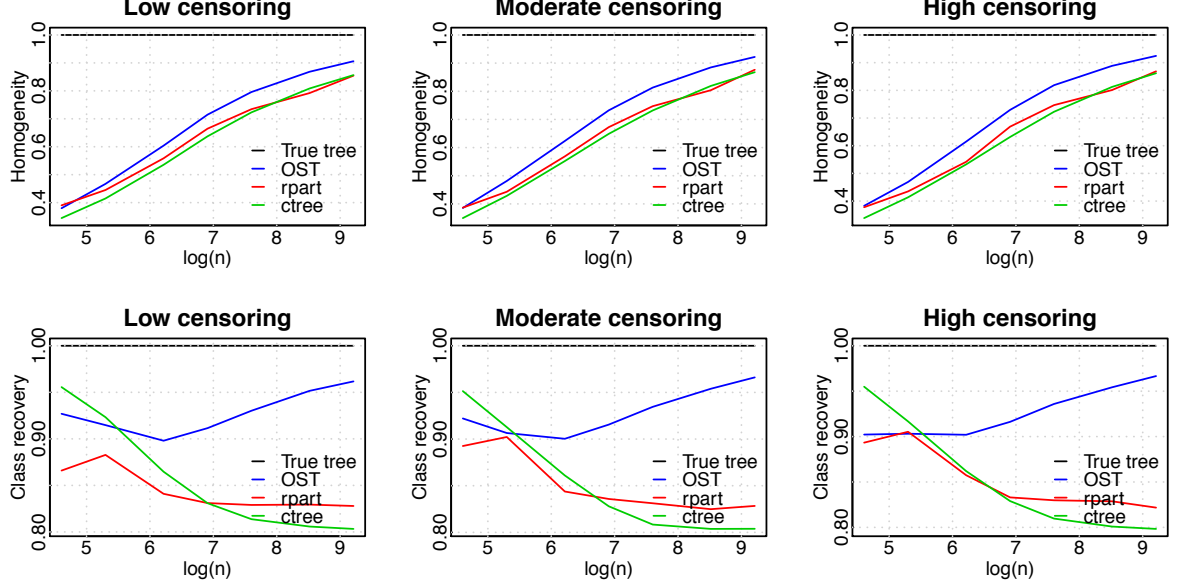 Low censoring
Moderate censoring
High censoring
Homogeneity
0.4 0.6 0.8 1.0
True tree
OST
rpart
ctree
5 6 7 8 9
log(n)
Homogeneity
0.4 0.6 0.8 1.0
True tree
OST
rpart
ctree
5 6 7 8 9
log(n)
Homogeneity
0.4 0.6 0.8 1.0
True tree
OST
rpart
ctree
5 6 7 8 9
log(n)
Low censoring
Moderate censoring
High censoring
Class recovery
0.80 0.90 1.00
True tree
OST
rpart
ctree
5 6 7 8 9
log(n)
Class recovery
0.80 0.90 1.00
True tree
OST
rpart
ctree
5 6 7 8 9
log(n)
Class recovery
0.80 0.90 1.00
True tree
OST
rpart
ctree
5 6 7 8 9
log(n)